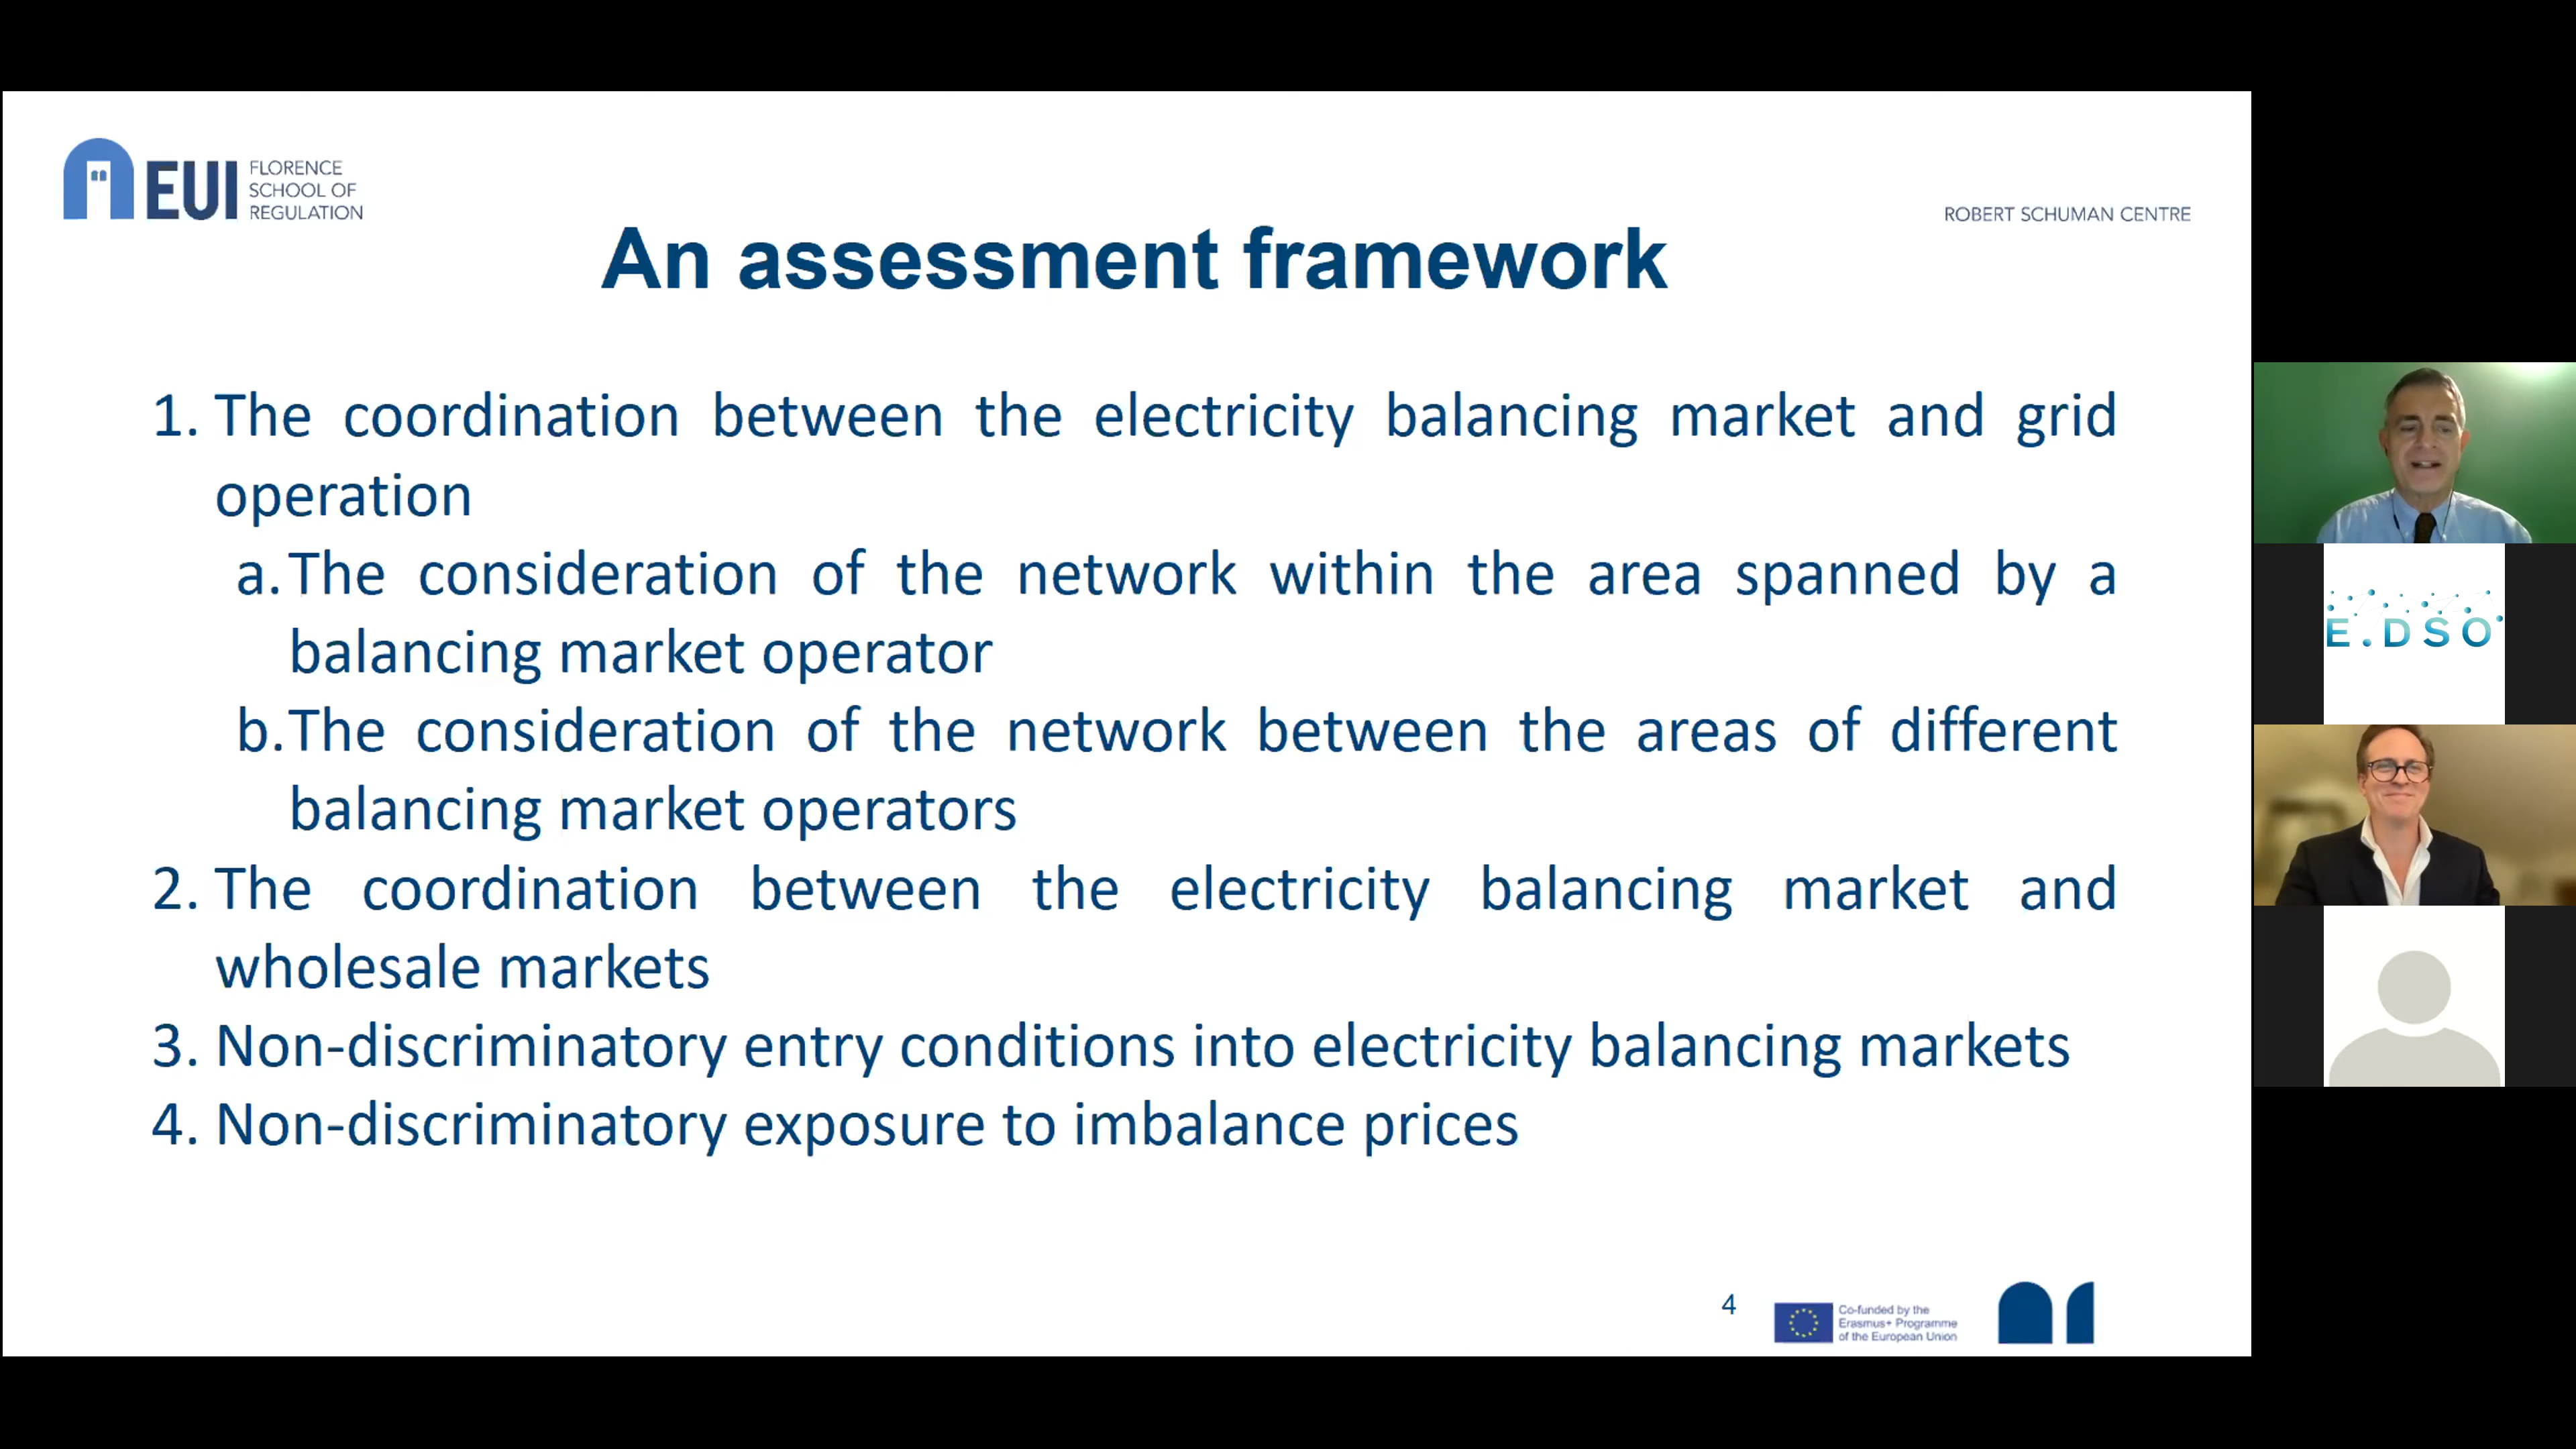 EUI
FLORENCE
SCHOOL OF
REGULATION
ROBERT SCHUMAN CENTRE
An assessment framework
1. The coordination between the electricity balancing market and grid
operation
a. The consideration of the network within the area spanned by a
balancing market operator
b. The consideration of the network between the areas of different
balancing market operators
2. The coordination between the electricity balancing market and
wholesale markets
3. Non-discriminatory entry conditions into electricity balancing markets
4. Non-discriminatory exposure to imbalance prices
4
Co-funded by the
Erasmus+ Programme
of the European Union
E.DSO